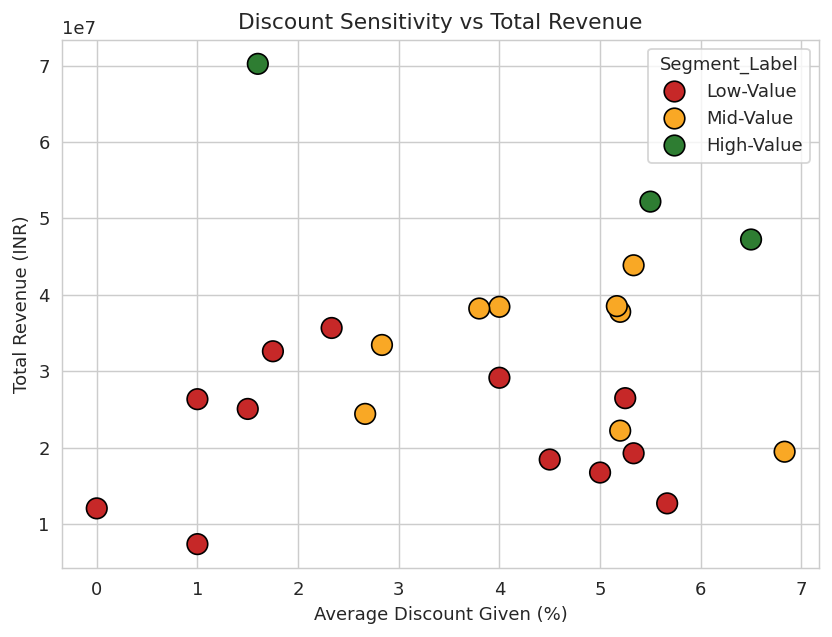 Discount Sensitivity vs Total Revenue
1e7
Segment_Label
Low-Value
Mid-Value
High-Value
7
6
5
4
3
2
1
Total Revenue (INR)
0 1 2 3 4 5 6 7
Average Discount Given (%)